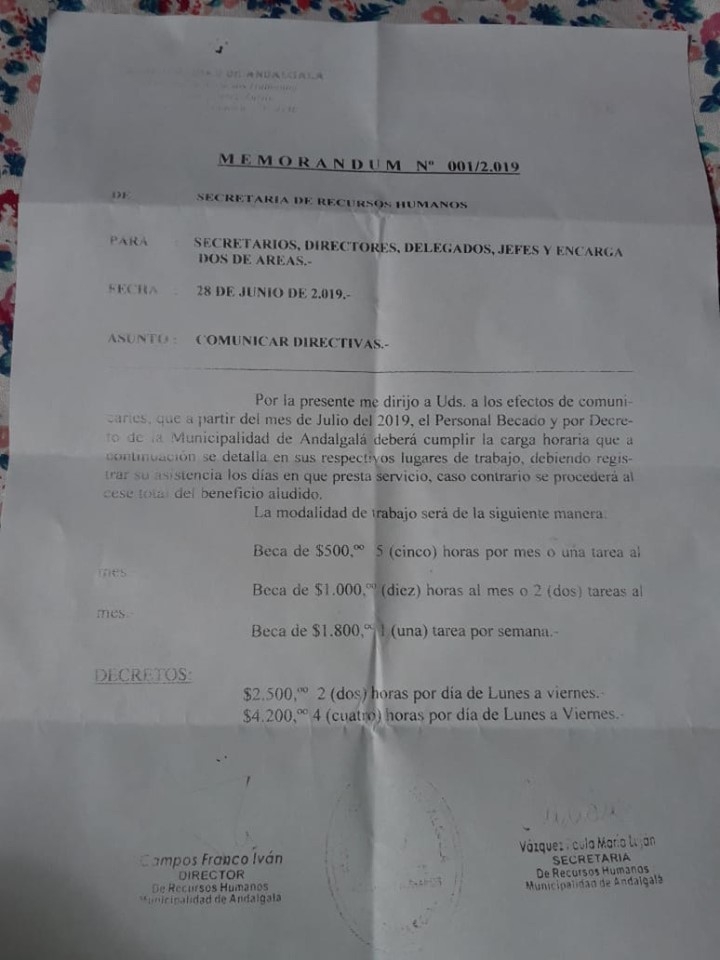 DE ANDALGALA
MEMORANDUM Nº 001/2.019
DE SECRETARIA DE RECURSOS HUMANOS
PARA SECRETARIOS, DIRECTORES, DELEGADOS, JEFES Y ENCARGA
DOS DE AREAS.-
FECHA : 28 DE JUNIO DE 2.019.-
ASUNTO : COMUNICAR DIRECTIVAS.-
Por la presente me dirijo a Uds. a los efectos de comuni-
carles, que a partir del mes de Julio del 2019, el Personal Becado y por Decre-
to de la Municipalidad de Andalgalá deberá cumplir la carga horaria que a
continuación se detalla en sus respectivos lugares de trabajo, debiendo regis-
trar su asistencia los días en que presta servicio, caso contrario se procederá al
cese total del beneficio aludido.
La modalidad de trabajo será de la siguiente manera:
Beca de $500,ºº 5 (cinco) horas por mes o una tarea al
mes.
Beca de $1.000,ºº (diez) horas al mes o 2 (dos) tareas al
mes.-
Beca de $1.800,ºº 1 (una) tarea por semana.-
DECRETOS:
$2.500,ºº 2 (dos) horas por día de Lunes a viernes.-
$4.200,ºº 4 (cuatro) horas por día de Lunes a Viernes.-
Campos Franco Iván
DIRECTOR
De Recursos Humanos
Municipalidad de Andalgalá
Vázquez María
SECRETARIA
De Recursos Humanos
Municipalidad de Andalgalá